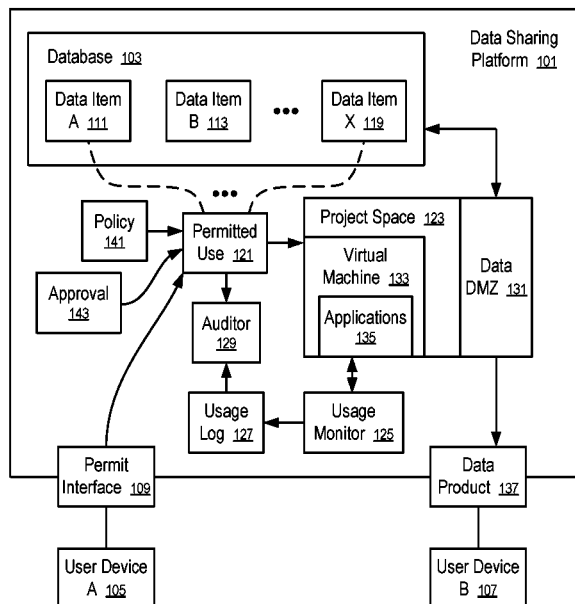 Data Sharing
Platform 101
Database 103
Data Item
A 111
Data Item
B 113
•••
Data Item
X 119
•••
Policy
141
Permitted
Use 121
Approval
143
Project Space 123
Virtual
Machine 133
Applications
135
Data
DMZ 131
Auditor
129
Usage
Log 127
Usage
Monitor 125
Permit
Interface 109
Data
Product 137
User Device
A 105
User Device
B 107